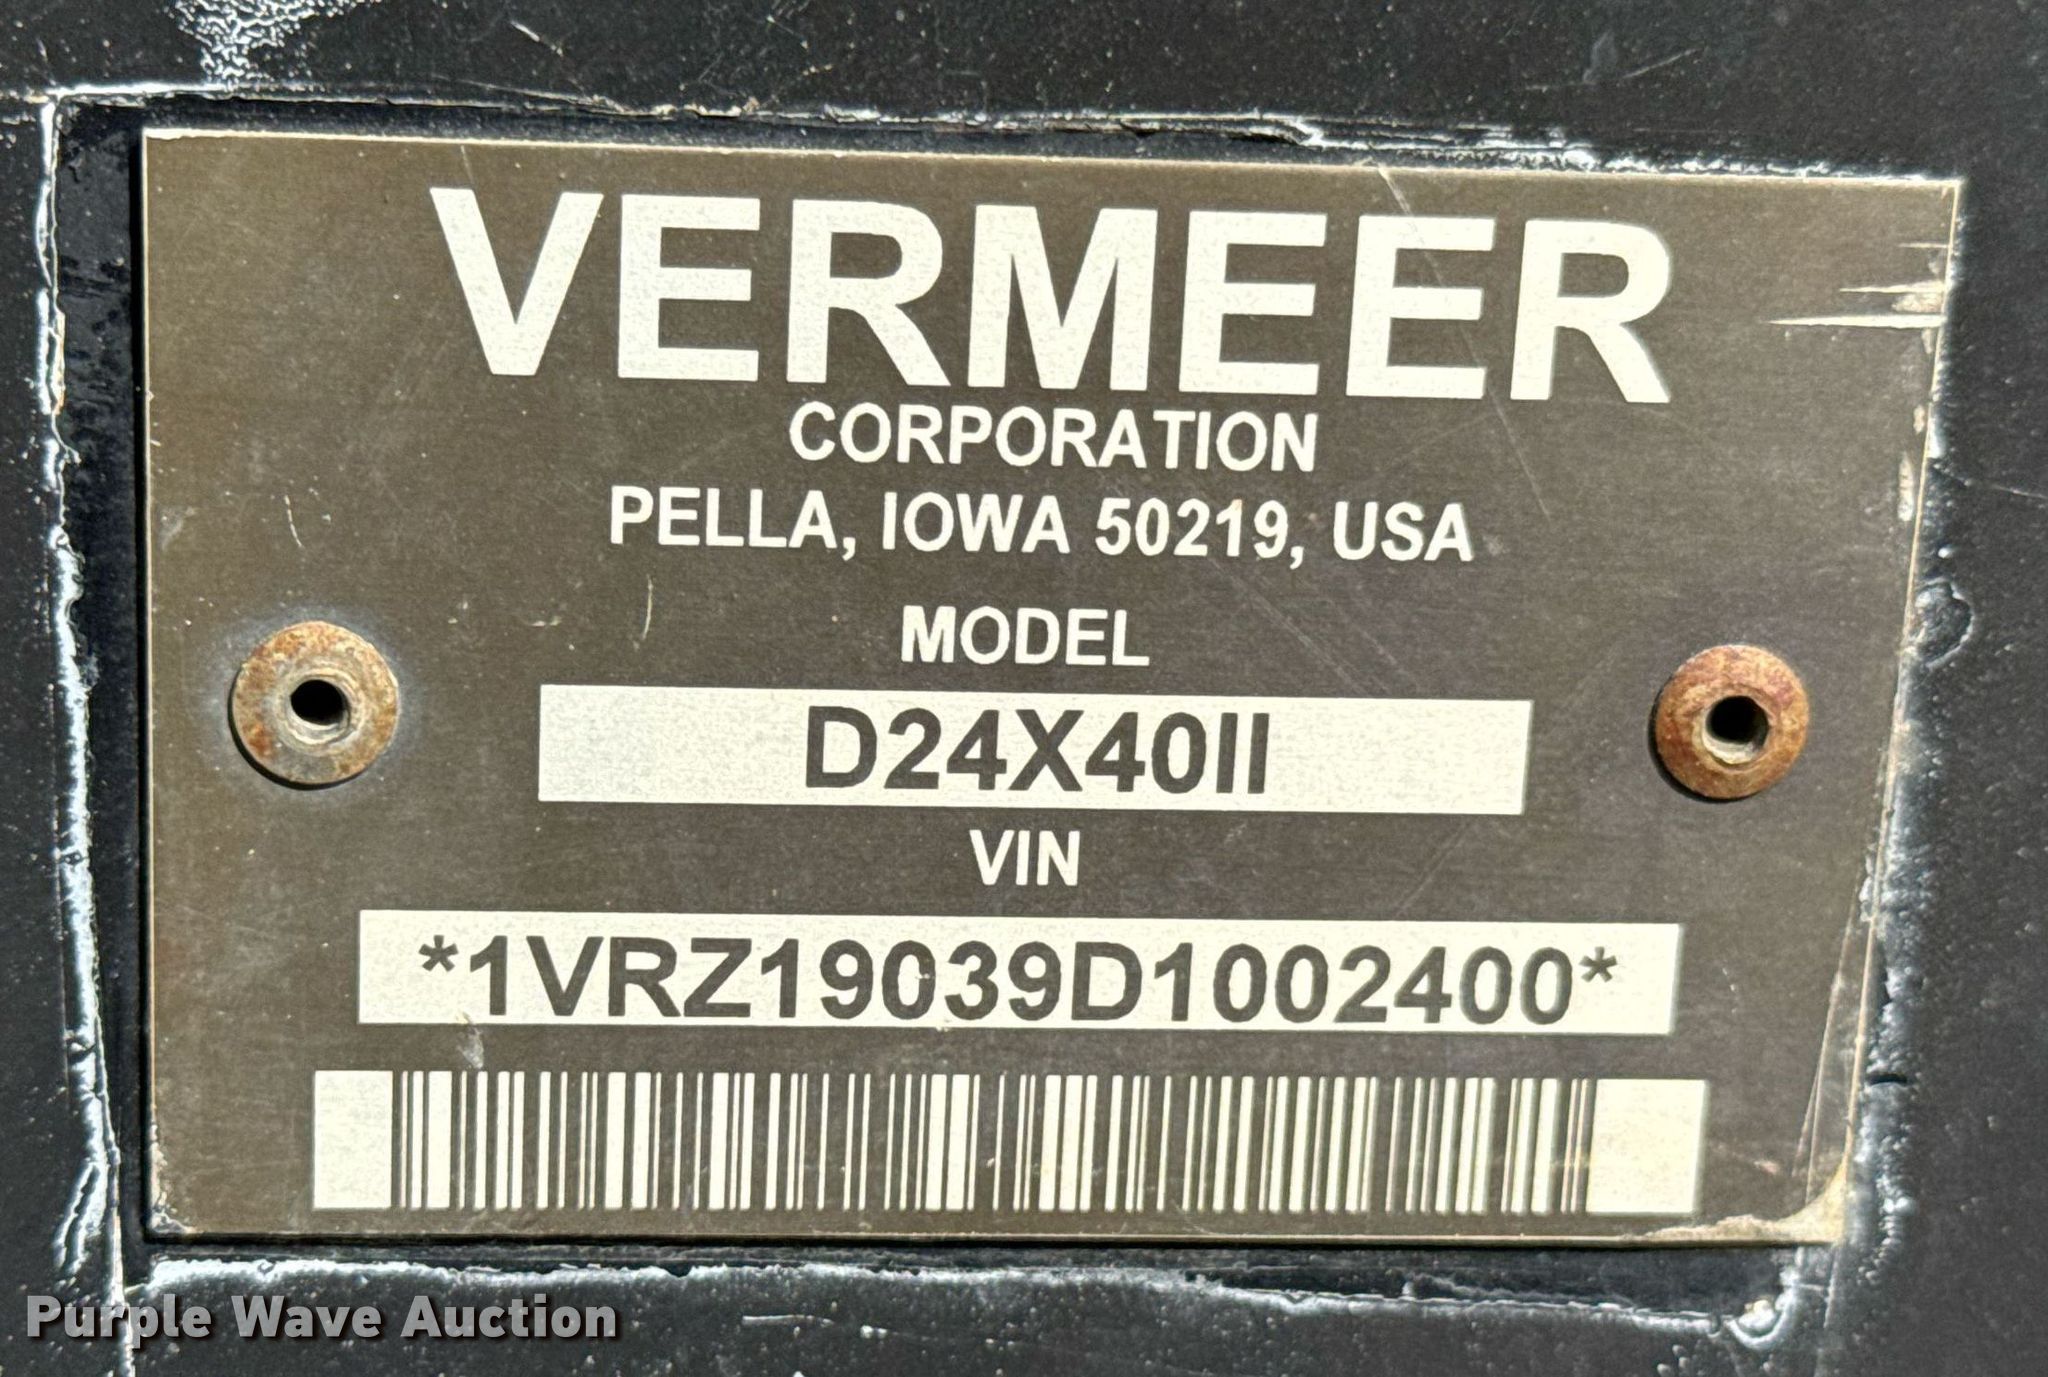 VERMEER
CORPORATION
PELLA, IOWA 50219, USA
MODEL
D24X40II
VIN
*1VRZ19039D1002400*
Purple Wave Auction